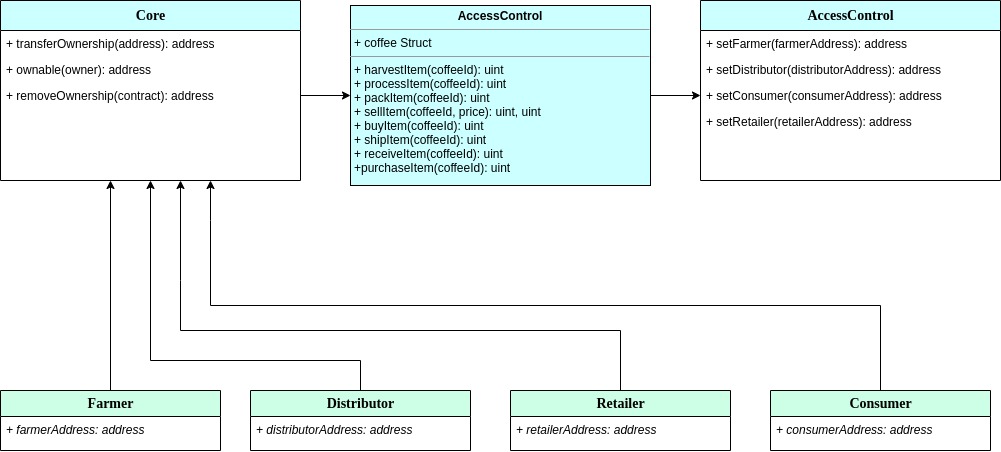 Core
+ transferOwnership(address): address
+ ownable(owner): address
+ removeOwnership(contract): address
AccessControl
+ coffee Struct
+ harvestItem(coffeeId): uint
+ processItem(coffeeId): uint
+ packItem(coffeeId): uint
+ sellItem(coffeeId, price): uint, uint
+ buyItem(coffeeId): uint
+ shipItem(coffeeId): uint
+ receiveItem(coffeeId): uint
+purchaseItem(coffeeId): uint
AccessControl
+ setFarmer(farmerAddress): address
+ setDistributor(distributorAddress): address
+ setConsumer(consumerAddress): address
+ setRetailer(retailerAddress): address
Farmer
+ farmerAddress: address
Distributor
+ distributorAddress: address
Retailer
+ retailerAddress: address
Consumer
+ consumerAddress: address